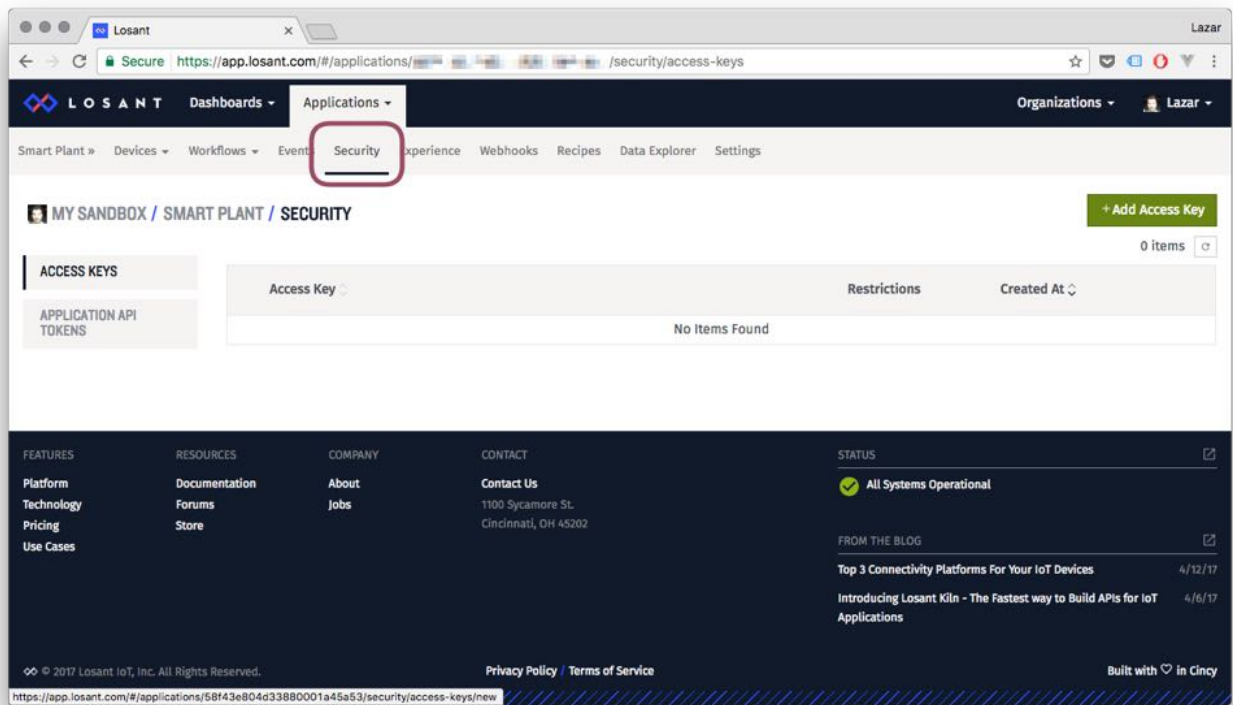 Losant
Lazar
Secure https://app.losant.com/#/applications/ /security/access-keys
LOSANT Dashboards Applications Organizations Lazar
Smart Plant » Devices Workflows Events Security Experience Webhooks Recipes Data Explorer Settings
MY SANDBOX / SMART PLANT / SECURITY
+ Add Access Key
0 items
ACCESS KEYS
APPLICATION API
TOKENS
Access Key Restrictions Created At
No Items Found
FEATURES
Platform
Technology
Pricing
Use Cases
RESOURCES
Documentation
Forums
Store
COMPANY
About
Jobs
CONTACT
Contact Us
1100 Sycamore St.
Cincinnati, OH 45202
STATUS
All Systems Operational
FROM THE BLOG
Top 3 Connectivity Platforms For Your IoT Devices 4/12/17
Introducing Losant Kiln - The Fastest way to Build APIs for IoT 4/6/17
Applications
© 2017 Losant IoT, Inc. All Rights Reserved. Privacy Policy / Terms of Service Built with ♡ in Cincy
https://app.losant.com/#/applications/58f43e804d33880001a45a53/security/access-keys/new